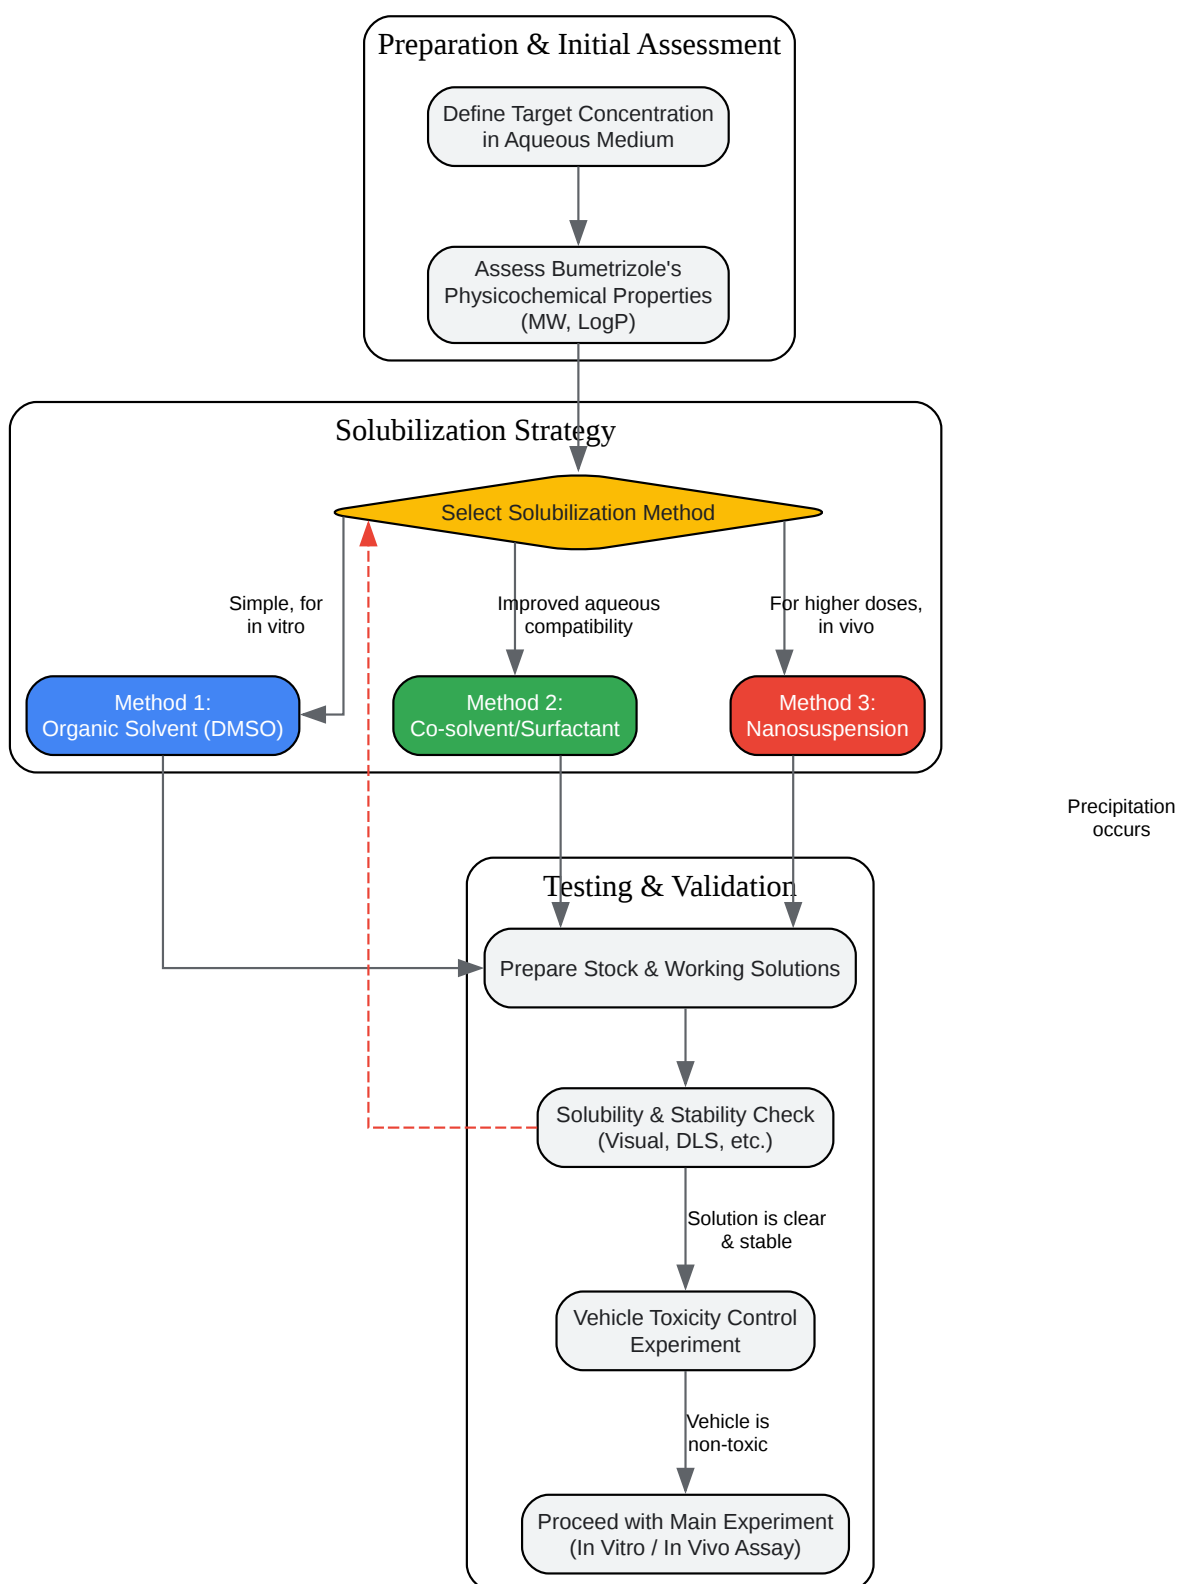 Preparation & Initial Assessment
Define Target Concentration
in Aqueous Medium
Assess Bumetrizole's
Physicochemical Properties
(MW, LogP)
Solubilization Strategy
Select Solubilization Method
Simple, for
in vitro
Improved aqueous
compatibility
For higher doses,
in vivo
Method 1:
Organic Solvent (DMSO)
Method 2:
Co-solvent/Surfactant
Method 3:
Nanosuspension
Precipitation
occurs
Testing & Validation
Prepare Stock & Working Solutions
Solubility & Stability Check
(Visual, DLS, etc.)
Solution is clear
& stable
Vehicle Toxicity Control
Experiment
Vehicle is
non-toxic
Proceed with Main Experiment
(In Vitro / In Vivo Assay)